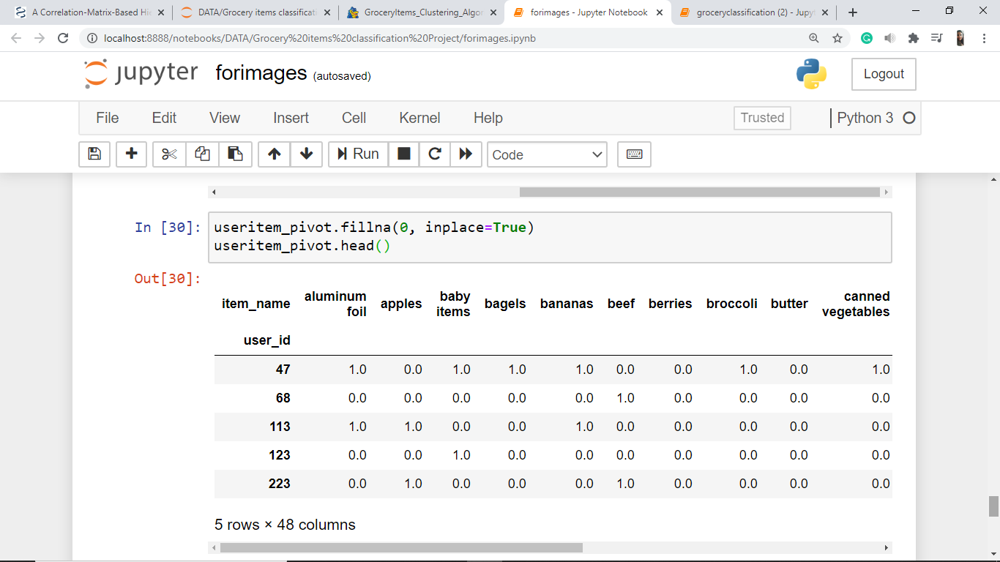 A Correlation-Matrix-Based Hie
DATA/Grocery items classificati
GroceryItems_Clustering_Algor
forimages - Jupyter Notebook
groceryclassification (2) - Jupyt
localhost:8888/notebooks/DATA/Grocery%20items%20classification%20Project/forimages.ipynb
jupyter forimages (autosaved)
Logout
File Edit View Insert Cell Kernel Help
Trusted
Python 3
Run
Code
In [30]: useritem_pivot.fillna(0, inplace=True)
useritem_pivot.head()
Out[30]:
item_name aluminum foil apples baby items bagels bananas beef berries broccoli butter canned vegetables
user_id
47 1.0 0.0 1.0 1.0 1.0 0.0 0.0 1.0 0.0 1.0
68 0.0 0.0 0.0 0.0 0.0 1.0 0.0 0.0 0.0 0.0
113 1.0 1.0 0.0 0.0 1.0 0.0 0.0 0.0 0.0 0.0
123 0.0 0.0 1.0 0.0 0.0 0.0 0.0 0.0 0.0 0.0
223 0.0 1.0 0.0 0.0 0.0 1.0 0.0 0.0 0.0 0.0
5 rows × 48 columns